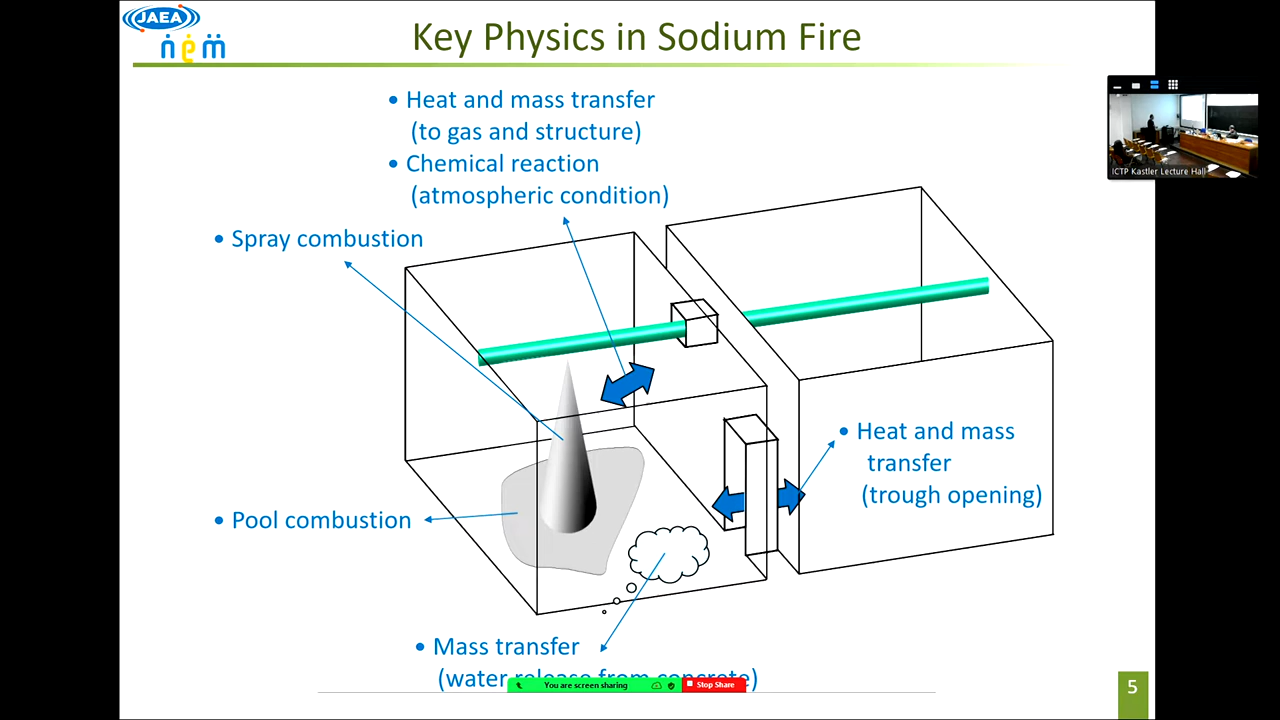 JAEA
nem
Key Physics in Sodium Fire
• Heat and mass transfer
(to gas and structure)
• Chemical reaction
(atmospheric condition)
• Spray combustion
• Heat and mass
transfer
(trough opening)
• Pool combustion
• Mass transfer
(water release from concrete)
You are screen sharing
Stop Share
ICTP Kastler Lecture Hall
5